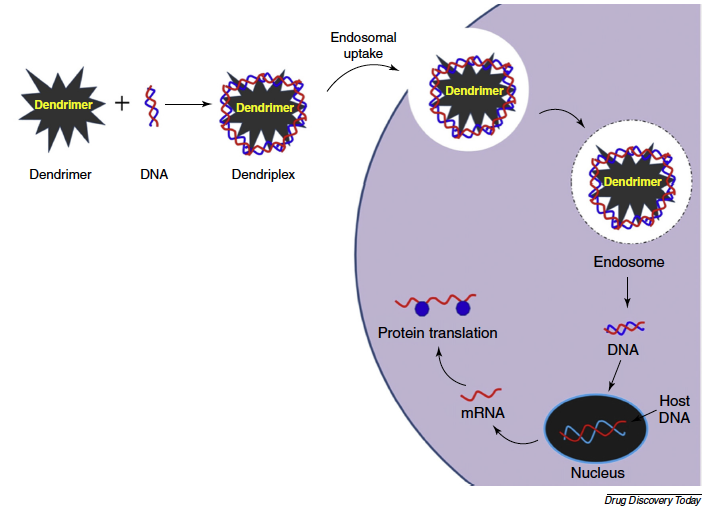 Endosomal
uptake
Dendrimer
+
Dendrimer
Dendrimer
Dendrimer
DNA
Dendriplex
Dendrimer
Dendrimer
Endosome
DNA
Protein translation
mRNA
Host
DNA
Nucleus
Drug Discovery Today